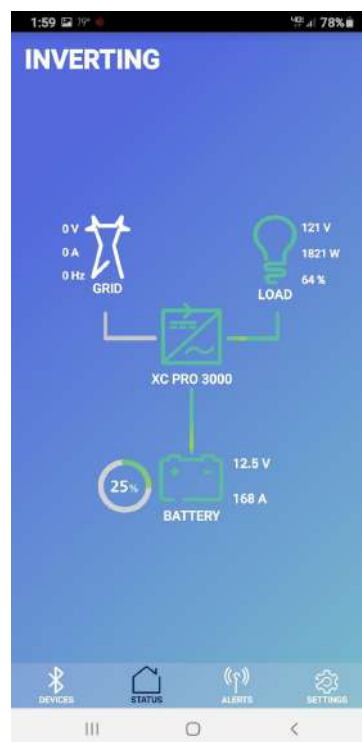 1:59 79° 78%
INVERTING
0 V
0 A
0 Hz
GRID
121 V
1821 W
64 %
LOAD
XC PRO 3000
25%
12.5 V
168 A
BATTERY
DEVICES STATUS ALERTS SETTINGS